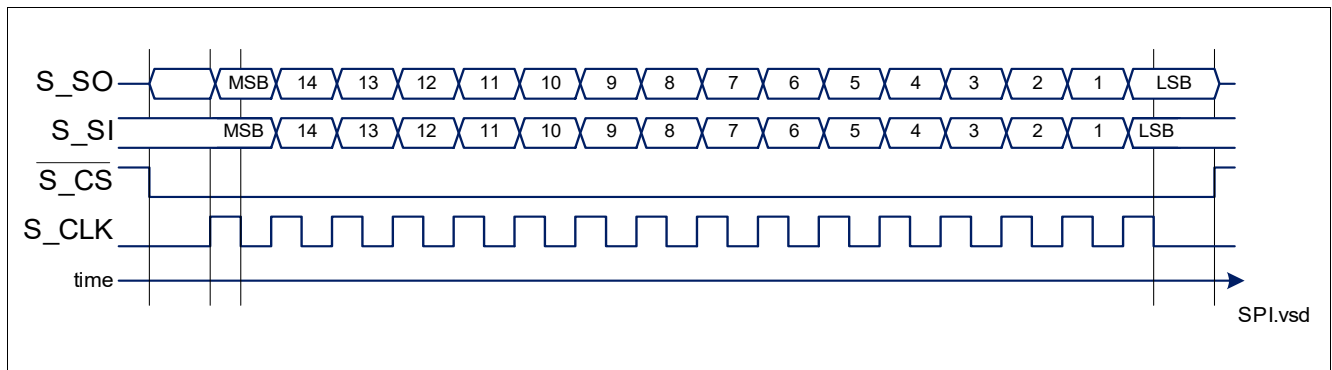 S_SO MSB 14 13 12 11 10 9 8 7 6 5 4 3 2 1 LSB
S_SI MSB 14 13 12 11 10 9 8 7 6 5 4 3 2 1 LSB
S_CS
S_CLK
time
SPI.vsd